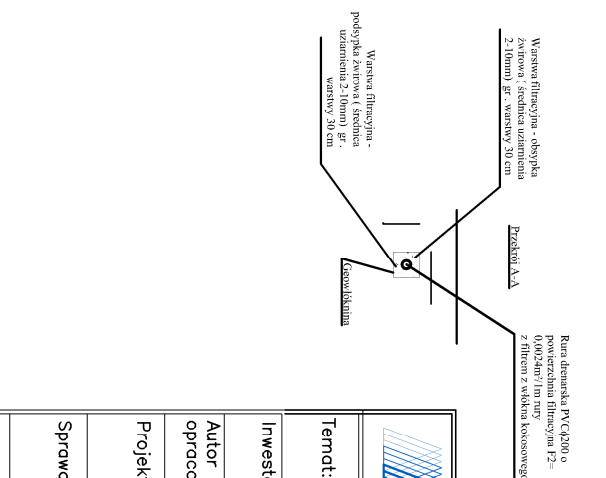 Warstwa filtracyjna - obsypka
żwirowa ( średnica uziarnienia
2-10mm) gr . warstwy 30 cm
Warstwa filtracyjna -
podsypka żwirowa ( średnica
uziarnienia 2-10mm) gr .
warstwy 30 cm
Przekrój A-A
Geowłóknina
Rura drenarska PVCϕ200 o
powierzchnia filtracyjna F2=
0,0024m²/1m rury
z filtrem z włókna kokosowego
Temat:
Inwest
Autor
opraco
Projek
Sprawd